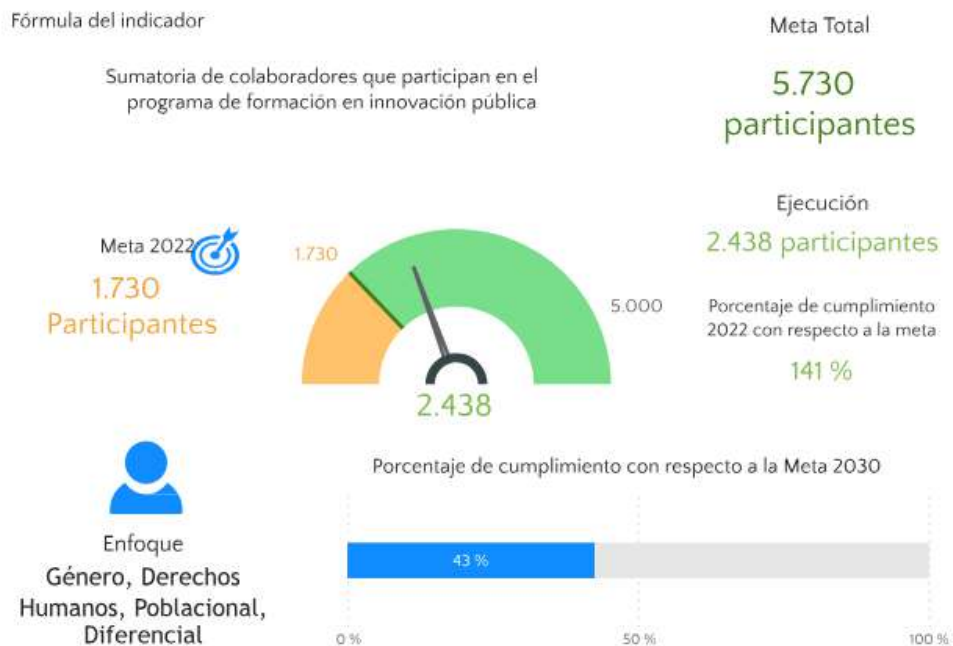 Fórmula del indicador
Sumatoria de colaboradores que participan en el
programa de formación en innovación pública
Meta Total
5.730
participantes
Meta 2022
1.730
Participantes
1.730
5.000
2.438
Ejecución
2.438 participantes
Porcentaje de cumplimiento
2022 con respecto a la meta
141 %
Enfoque
Género, Derechos
Humanos, Poblacional,
Diferencial
Porcentaje de cumplimiento con respecto a la Meta 2030
43 %
0 %
50 %
100 %